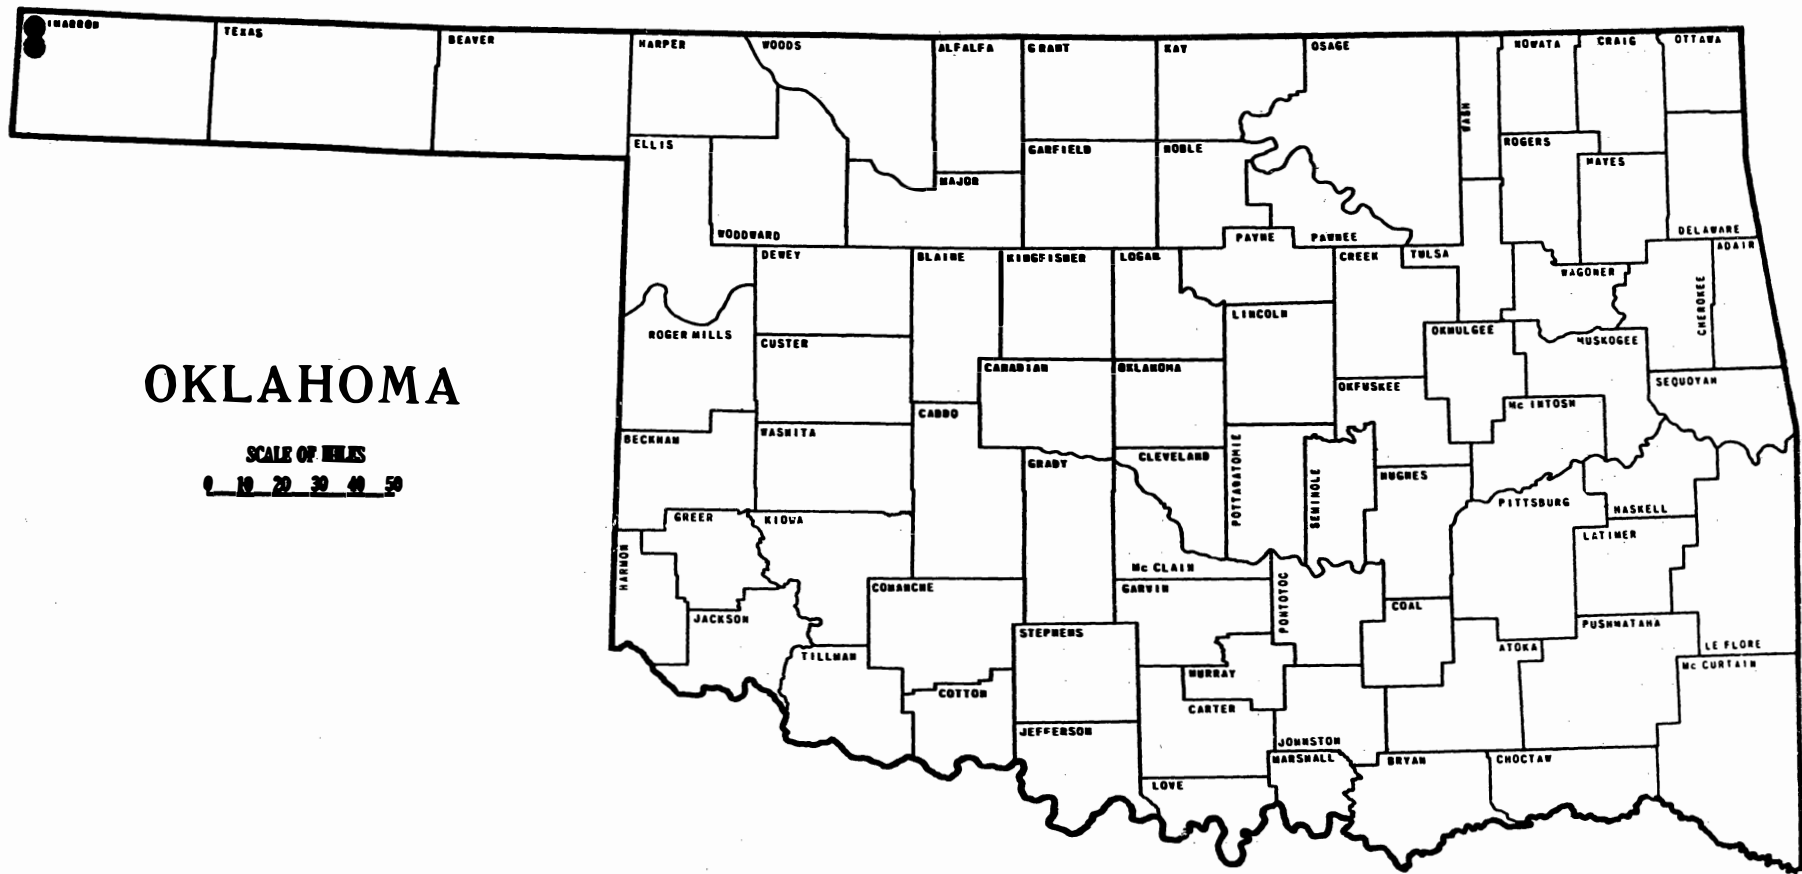 IMARRON TEXAS BEAVER HARPER WOODS ALFALFA GRANT KAY OSAGE NOWATA CRAIG OTTAWA
WASH
ELLIS GARFIELD NOBLE ROGERS
MAYES
MAJOR
WOODWARD PAYNE PAWNEE DELAWARE
ADAIR
DEWEY BLAINE KINGFISHER LOGAN CREEK TULSA
WAGONER
CHEROKEE
LINCOLN
ROGER MILLS CUSTER OKMULGEE MUSKOGEE
OKLAHOMA
CANADIAN OKLAHOMA OKFUSKEE SEQUOYAH
Mc INTOSH
CADDO
BECKHAM WASHITA
SCALE OF MILES
CLEVELAND
GRADY
POTTAWATOMIE
SEMINOLE
HUGHES
0 10 20 30 40 50
PITTSBURG
HASKELL
GREER KIOWA
LATIMER
HARMON
Mc CLAIN
COMANCHE GARVIN
PONTOTOC
COAL
JACKSON STEPHENS PUSHMATAHA
TILLMAN ATOKA LE FLORE
Mc CURTAIN
MURRAY
COTTON
CARTER
JEFFERSON JOHNSTON
MARSHALL BRYAN CHOCTAW
LOVE